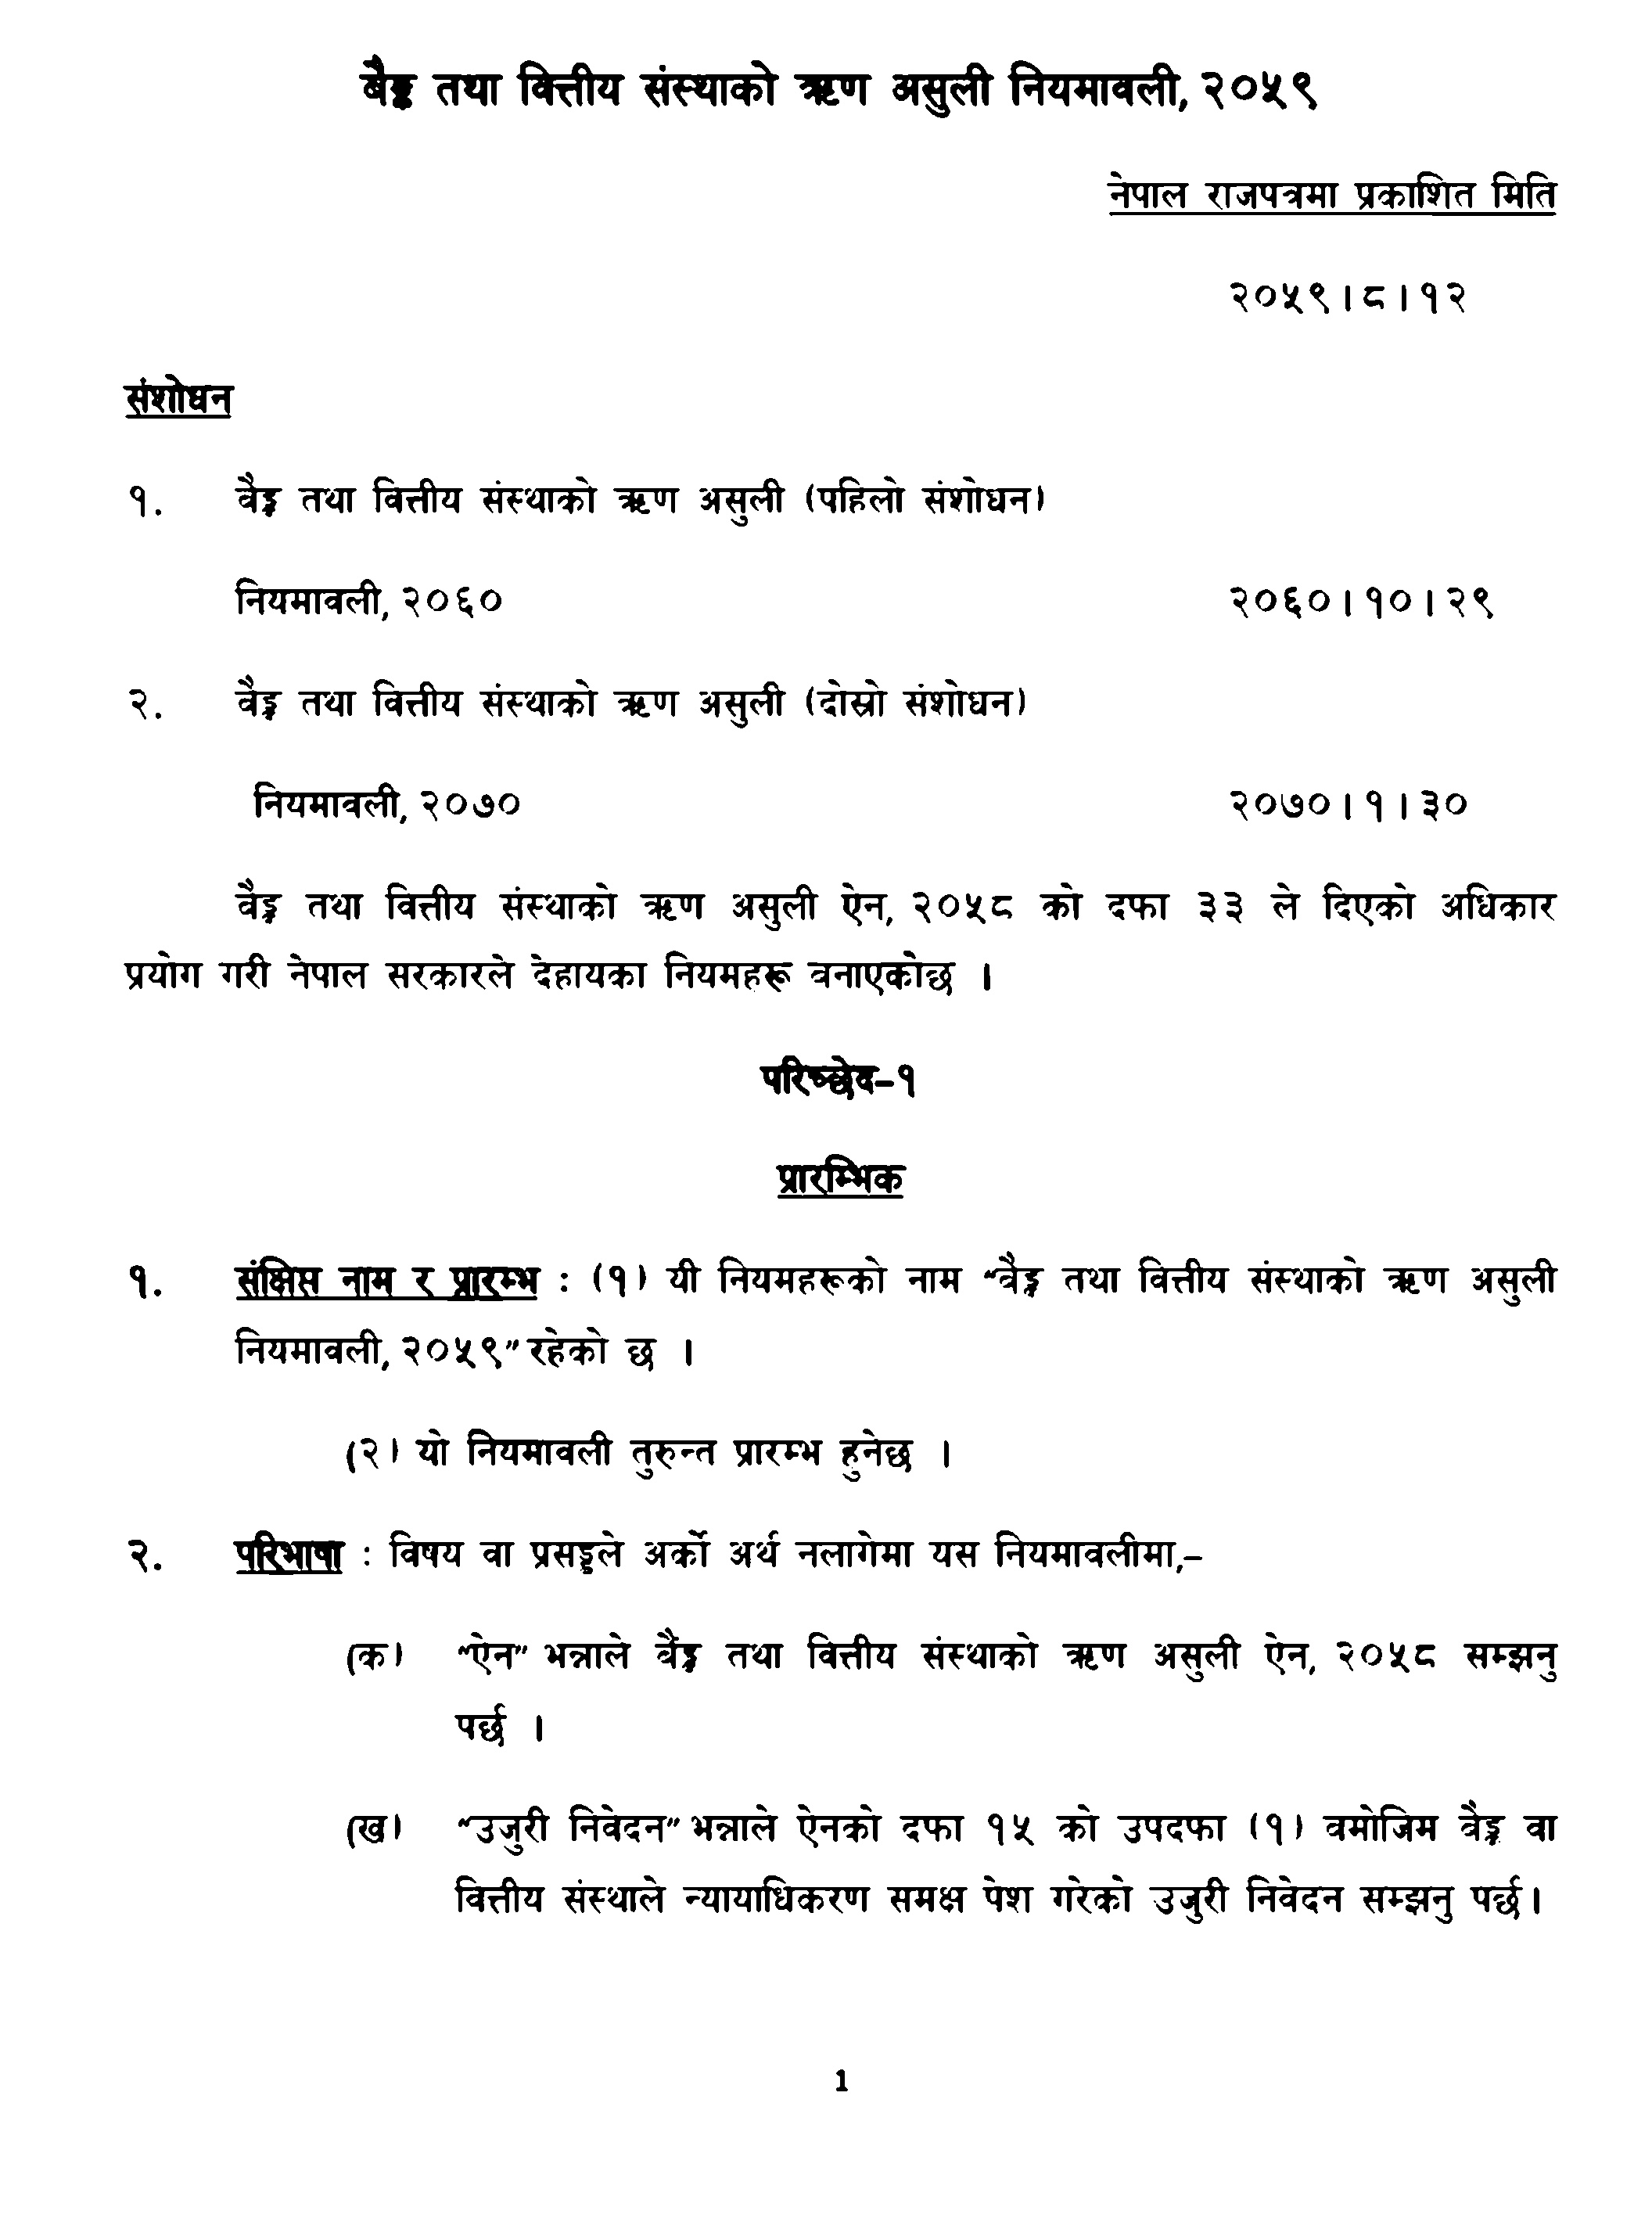 बैङ्क तथा वित्तीय संस्थाको ऋण असुली नियमावली, २०५९
नेपाल राजपत्रमा प्रकाशित मिति
२०५९।८।१२
संशोधन
१. बैङ्क तथा वित्तीय संस्थाको ऋण असुली (पहिलो संशोधन)
नियमावली, २०६० २०६०।१०।२९
२. बैङ्क तथा वित्तीय संस्थाको ऋण असुली (दोस्रो संशोधन)
नियमावली, २०७० २०७०।१।३०
बैङ्क तथा वित्तीय संस्थाको ऋण असुली ऐन, २०५८ को दफा ३३ ले दिएको अधिकार
प्रयोग गरी नेपाल सरकारले देहायका नियमहरू बनाएकोछ ।
परिच्छेद–१
प्रारम्भिक
१. संक्षिप्त नाम र प्रारम्भ : (१) यी नियमहरूको नाम “बैङ्क तथा वित्तीय संस्थाको ऋण असुली
नियमावली, २०५९” रहेको छ ।
(२) यो नियमावली तुरुन्त प्रारम्भ हुनेछ ।
२. परिभाषा : विषय वा प्रसङ्गले अर्को अर्थ नलागेमा यस नियमावलीमा,–
(क) “ऐन” भन्नाले बैङ्क तथा वित्तीय संस्थाको ऋण असुली ऐन, २०५८ सम्झनु
पर्छ ।
(ख) “उजुरी निवेदन” भन्नाले ऐनको दफा १५ को उपदफा (१) बमोजिम बैङ्क वा
वित्तीय संस्थाले न्यायाधिकरण समक्ष पेश गरेको उजुरी निवेदन सम्झनु पर्छ।
1